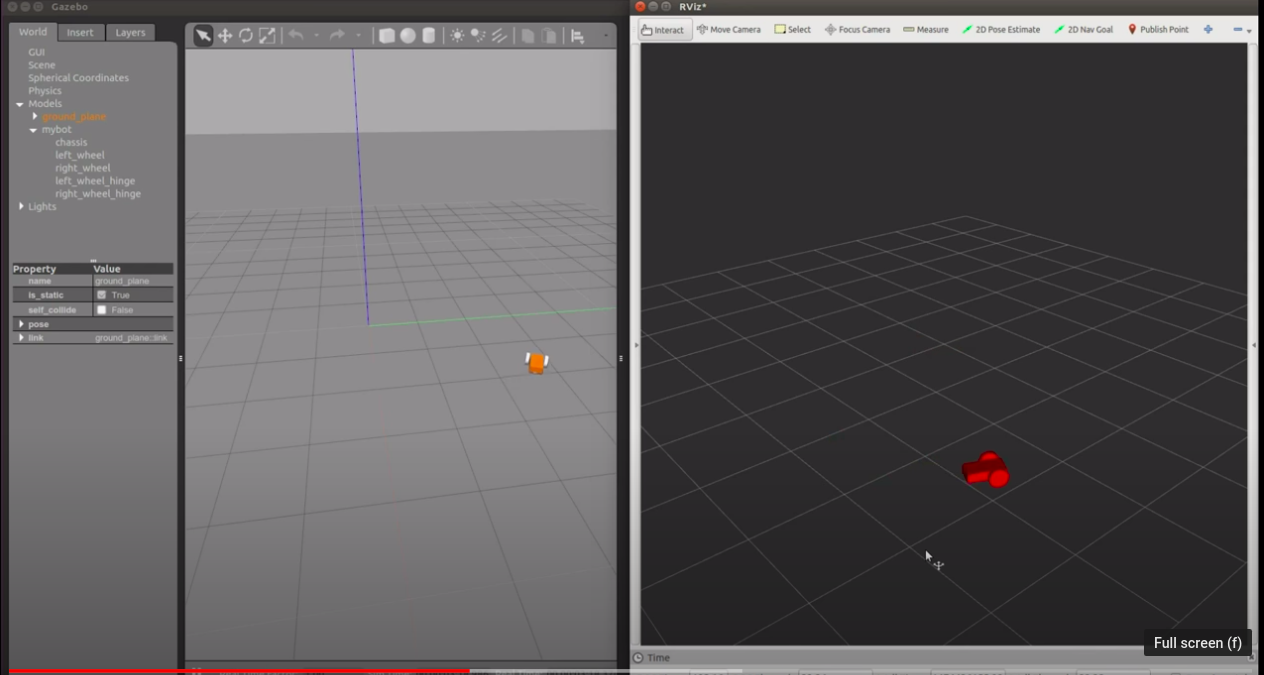 Gazebo
World Insert Layers
GUI
Scene
Spherical Coordinates
Physics
Models
ground_plane
mybot
chassis
left_wheel
right_wheel
left_wheel_hinge
right_wheel_hinge
Lights
Property Value
name ground_plane
is_static True
self_collide False
pose
link ground_plane::link
RViz*
Interact Move Camera Select Focus Camera Measure 2D Pose Estimate 2D Nav Goal Publish Point
Full screen (f)
Time